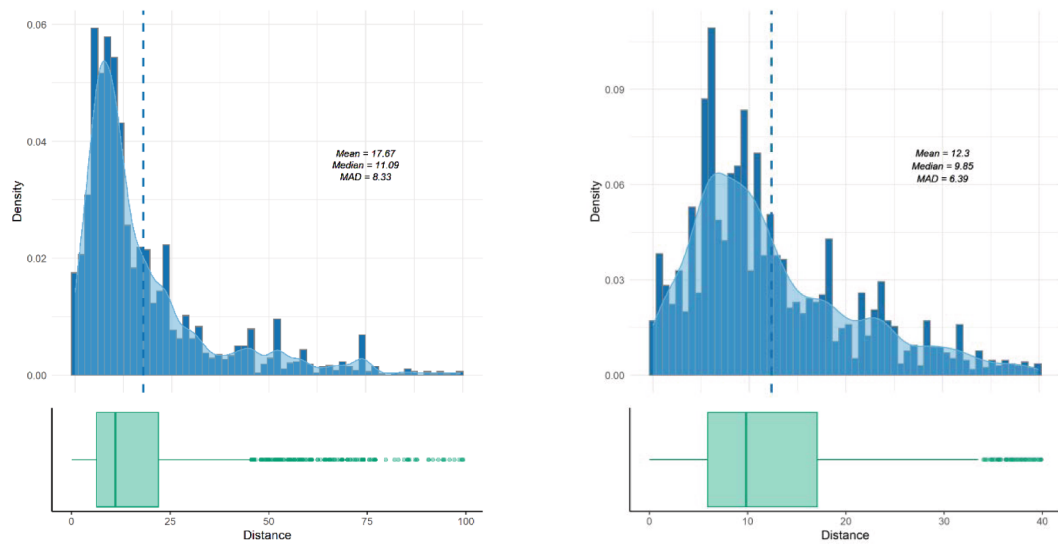 0.06
0.04
0.02
0.00
Density
Mean = 17.67
Median = 11.09
MAD = 8.33
0
25
50
75
100
Distance
0.09
0.06
0.03
0.00
Density
Mean = 12.3
Median = 9.85
MAD = 6.39
0
10
20
30
40
Distance